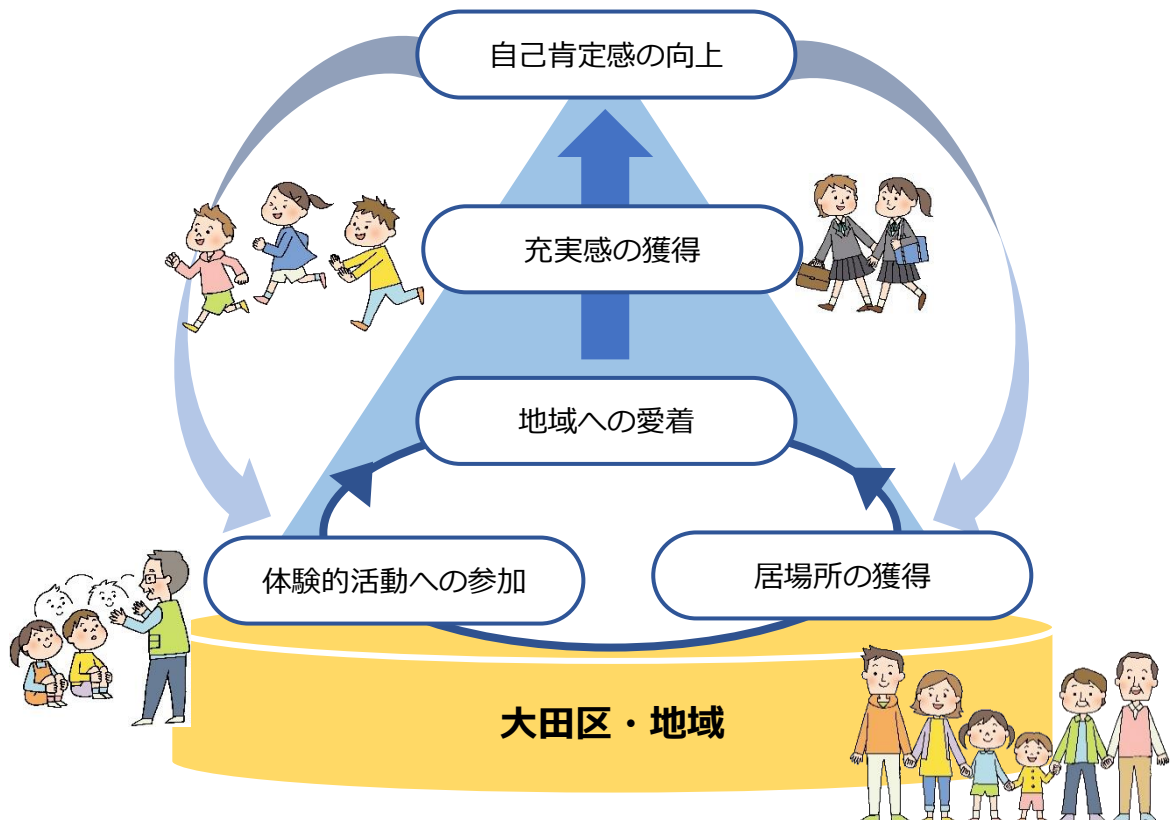 自己肯定感の向上
充実感の獲得
地域への愛着
体験的活動への参加
居場所の獲得
大田区・地域